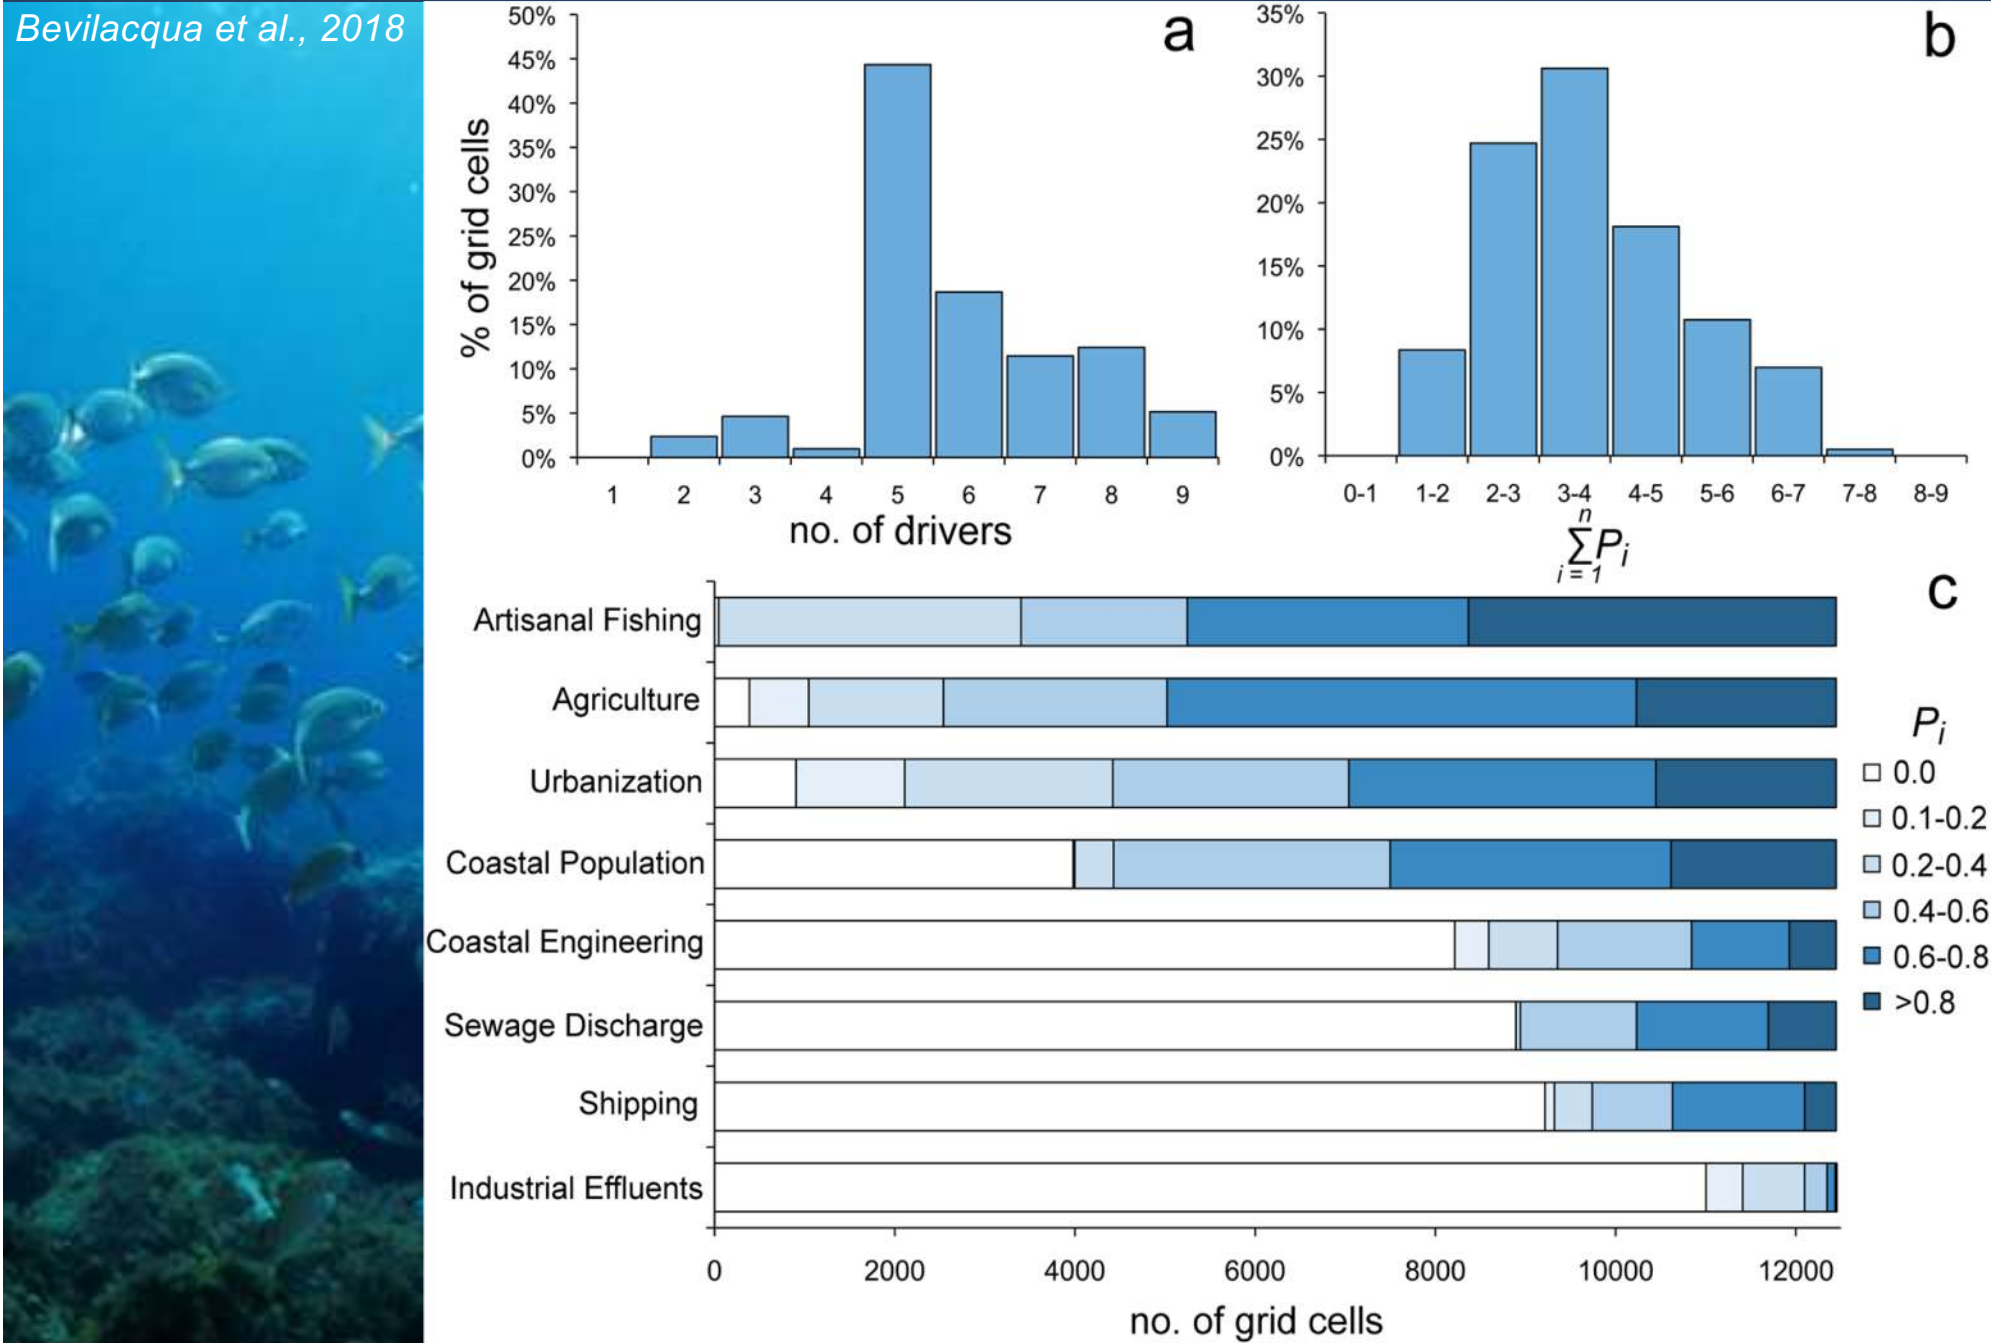 Bevilacqua et al., 2018
a
50%
45%
40%
35%
30%
25%
20%
15%
10%
5%
0%
% of grid cells
1 2 3 4 5 6 7 8 9
no. of drivers
b
35%
30%
25%
20%
15%
10%
5%
0%
0-1 1-2 2-3 3-4 4-5 5-6 6-7 7-8 8-9
n
∑Pi
i = 1
c
Artisanal Fishing
Agriculture
Urbanization
Coastal Population
Coastal Engineering
Sewage Discharge
Shipping
Industrial Effluents
0 2000 4000 6000 8000 10000 12000
no. of grid cells
Pi
0.0
0.1-0.2
0.2-0.4
0.4-0.6
0.6-0.8
>0.8